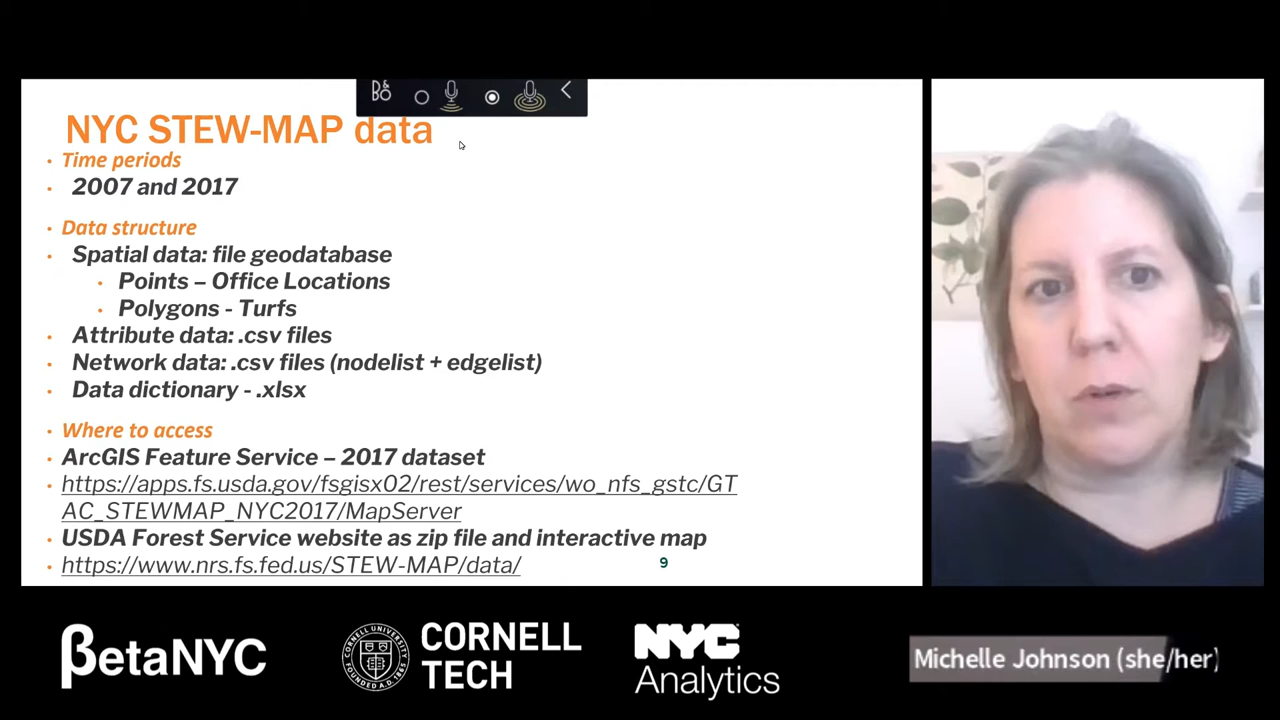 B&O
NYC STEW-MAP data
• Time periods
• 2007 and 2017
• Data structure
• Spatial data: file geodatabase
• Points – Office Locations
• Polygons - Turfs
• Attribute data: .csv files
• Network data: .csv files (nodelist + edgelist)
• Data dictionary - .xlsx
• Where to access
• ArcGIS Feature Service – 2017 dataset
• https://apps.fs.usda.gov/fsgisx02/rest/services/wo_nfs_gstc/GT
AC_STEWMAP_NYC2017/MapServer
• USDA Forest Service website as zip file and interactive map
• https://www.nrs.fs.fed.us/STEW-MAP/data/
9
βetaNYC
CORNELL UNIVERSITY
FOUNDED A.D. 1865
CORNELL
TECH
NYC
Analytics
Michelle Johnson (she/her)